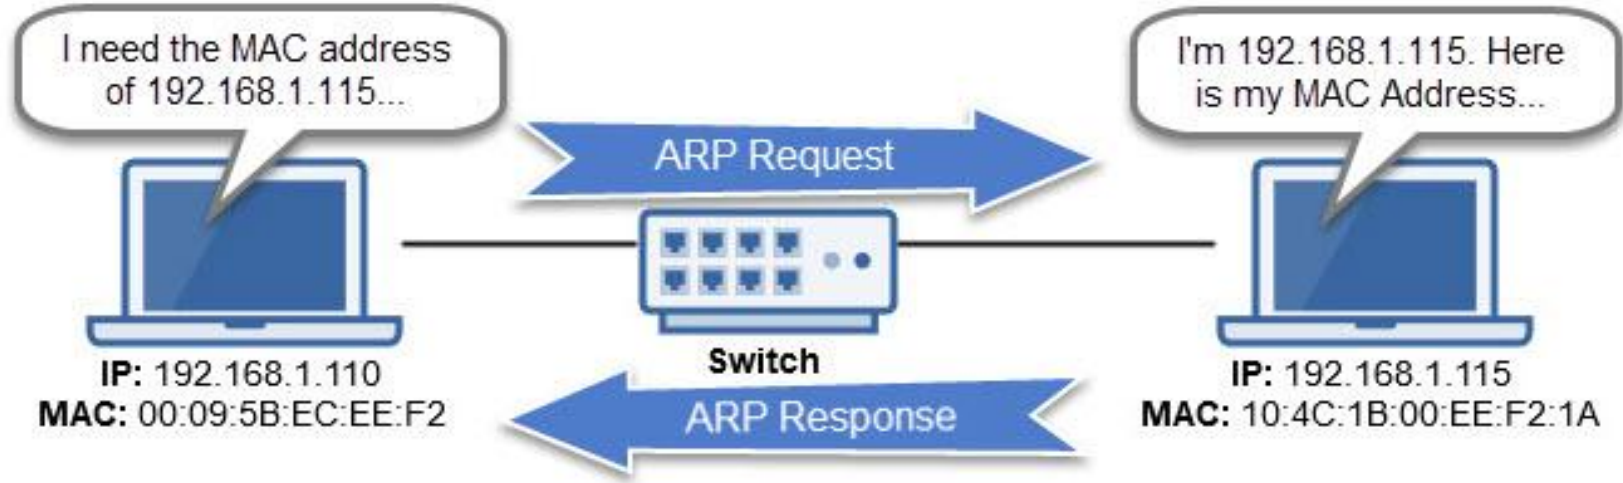 I need the MAC address
of 192.168.1.115...
I'm 192.168.1.115. Here
is my MAC Address...
ARP Request
Switch
IP: 192.168.1.110
MAC: 00:09:5B:EC:EE:F2
IP: 192.168.1.115
MAC: 10:4C:1B:00:EE:F2:1A
ARP Response